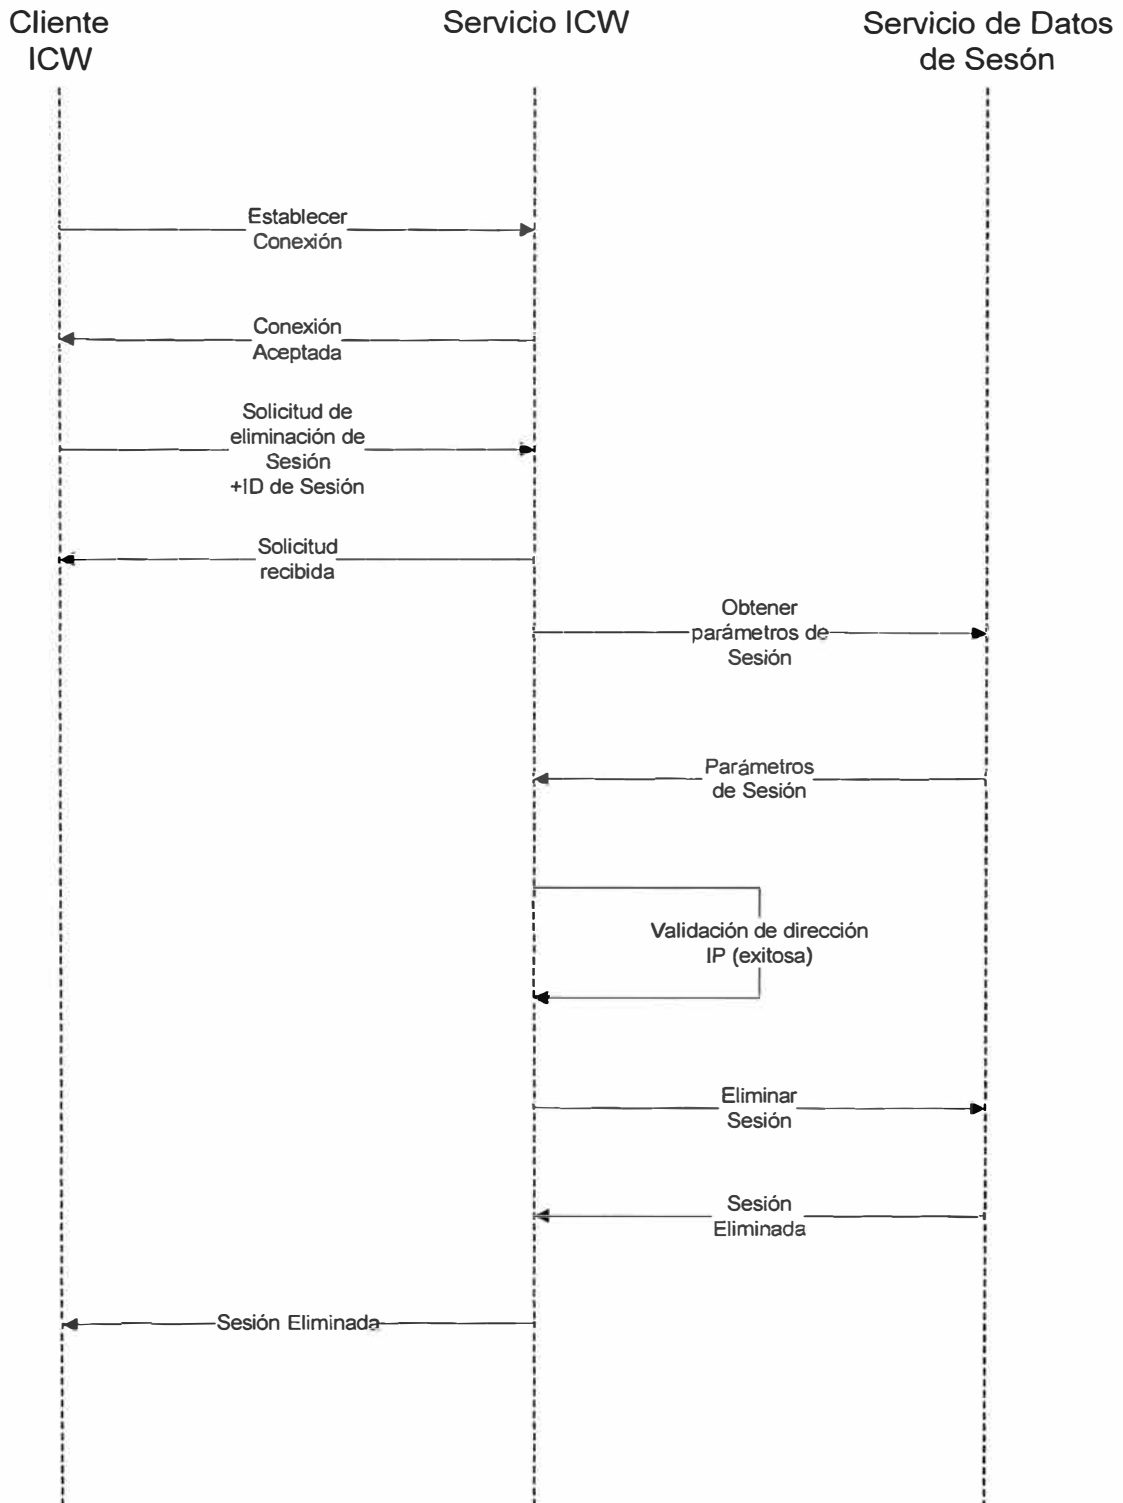 Cliente
ICW
Servicio ICW
Servicio de Datos
de Sesón
Establecer
Conexión
Conexión
Aceptada
Solicitud de
eliminación de
Sesión
+ID de Sesión
Solicitud
recibida
Obtener
parámetros de
Sesión
Parámetros
de Sesión
Validación de dirección
IP (exitosa)
Eliminar
Sesión
Sesión
Eliminada
Sesión Eliminada